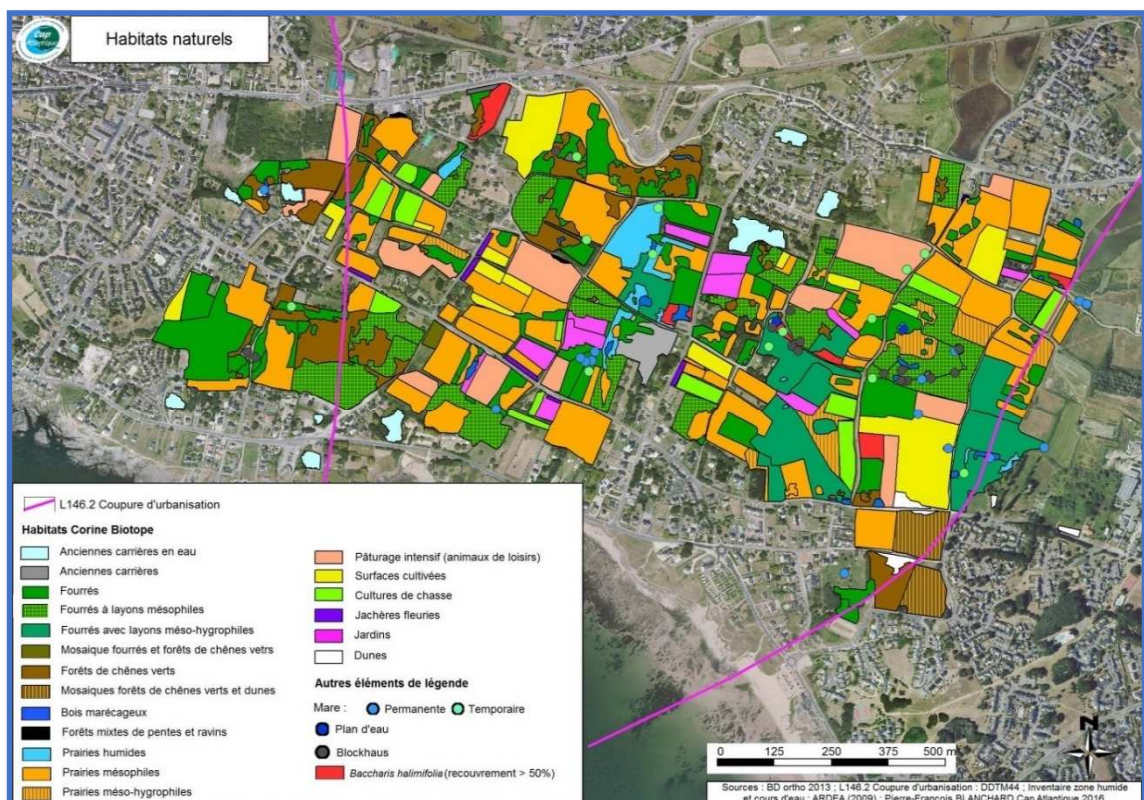 Cap
Atlantique
Habitats naturels
L146.2 Coupure d'urbanisation
Habitats Corine Biotope
Anciennes carrières en eau
Anciennes carrières
Fourrés
Fourrés à layons mésophiles
Fourrés avec layons méso-hygrophiles
Mosaique fourrés et forêts de chênes vetrs
Forêts de chênes verts
Mosaiques forêts de chênes verts et dunes
Bois marécageux
Forêts mixtes de pentes et ravins
Prairies humides
Prairies mésophiles
Prairies méso-hygrophiles
Pâturage intensif (animaux de loisirs)
Surfaces cultivées
Cultures de chasse
Jachères fleuries
Jardins
Dunes
Autres éléments de légende
Mare : Permanente Temporaire
Plan d'eau
Blockhaus
Baccharis halimifolia (recouvrement > 50%)
N
0 125 250 375 500 m
Sources : BD ortho 2013 ; L146.2 Coupure d'urbanisation : DDTM44 ; Inventaire zone humide
et cours d'eau : ARDEA (2009) ; Pierre-François BLANCHARD Cap Atlantique 2016